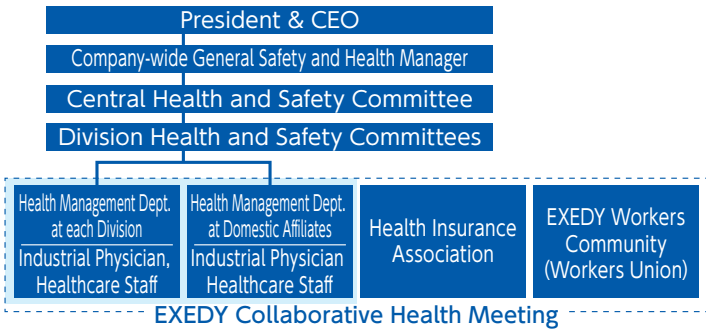 President & CEO
Company-wide General Safety and Health Manager
Central Health and Safety Committee
Division Health and Safety Committees
Health Management Dept.
at each Division
Industrial Physician,
Healthcare Staff
Health Management Dept.
at Domestic Affiliates
Industrial Physician
Healthcare Staff
Health Insurance
Association
EXEDY Workers
Community
(Workers Union)
EXEDY Collaborative Health Meeting